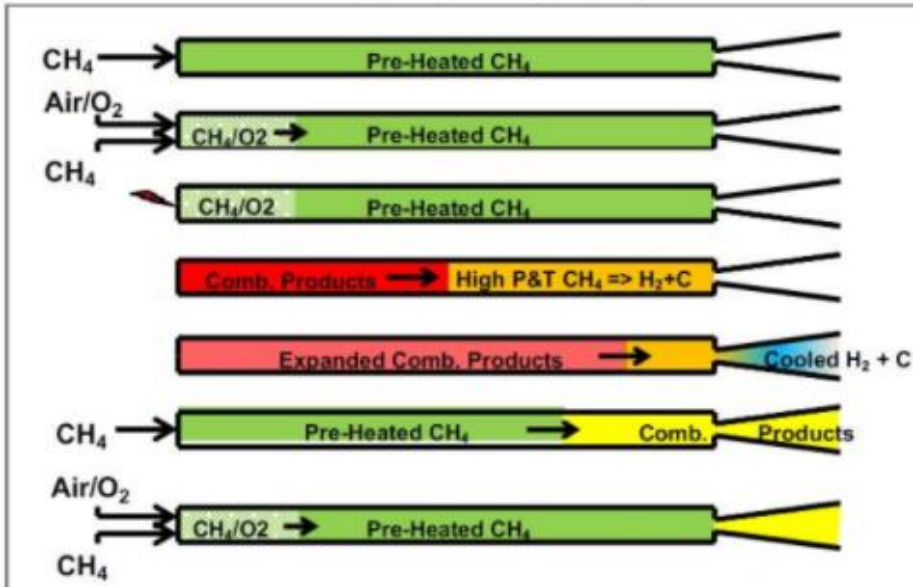 CH₄ Pre-Heated CH₄
Air/O₂
CH₄/O2 Pre-Heated CH₄
CH₄
CH₄/O2 Pre-Heated CH₄
Comb. Products High P&T CH₄ => H₂+C
Expanded Comb. Products Cooled H₂ + C
CH₄ Pre-Heated CH₄ Comb. Products
Air/O₂
CH₄/O2 Pre-Heated CH₄
CH₄